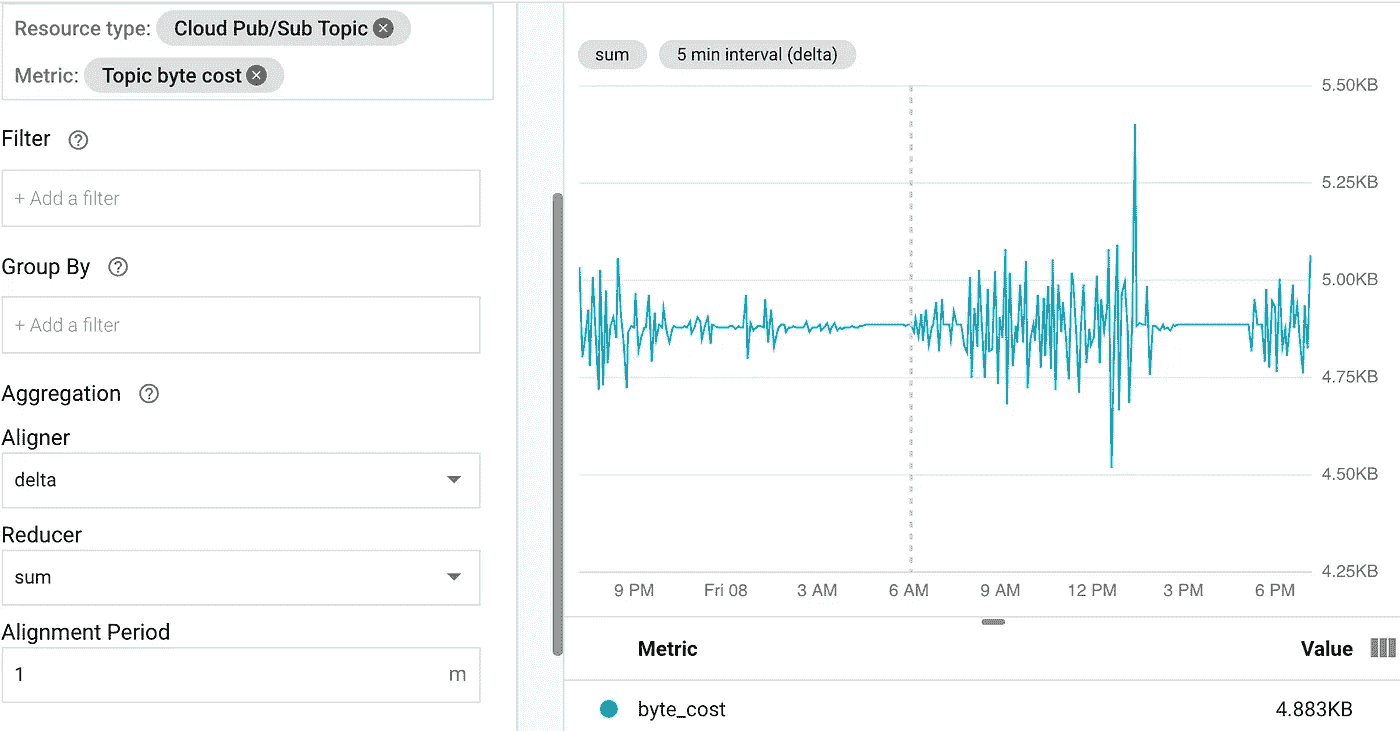 Resource type: Cloud Pub/Sub Topic
Metric: Topic byte cost
Filter
+ Add a filter
Group By
+ Add a filter
Aggregation
Aligner
delta
Reducer
sum
Alignment Period
1 m
sum 5 min interval (delta)
5.50KB
5.25KB
5.00KB
4.75KB
4.50KB
4.25KB
9 PM Fri 08 3 AM 6 AM 9 AM 12 PM 3 PM 6 PM
Metric Value
byte_cost 4.883KB